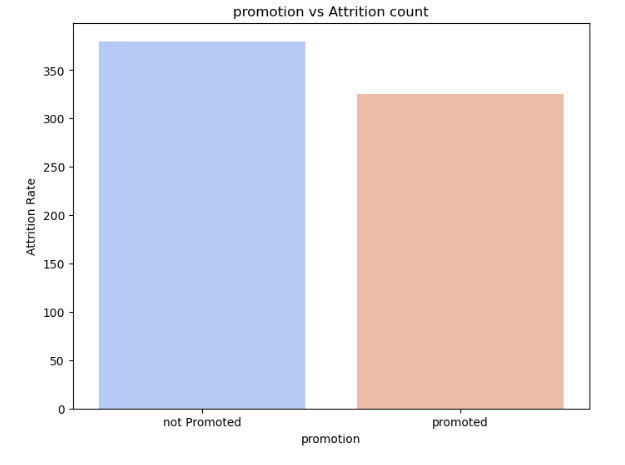 promotion vs Attrition count
Attrition Rate
350
300
250
200
150
100
50
0
not Promoted
promoted
promotion